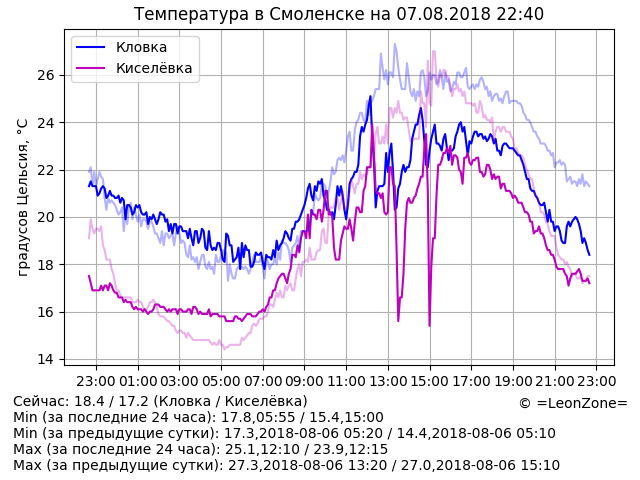 Температура в Смоленске на 07.08.2018 22:40
Кловка
Киселёвка
градусов Цельсия, °C
26
24
22
20
18
16
14
23:00 01:00 03:00 05:00 07:00 09:00 11:00 13:00 15:00 17:00 19:00 21:00 23:00
Сейчас: 18.4 / 17.2 (Кловка / Киселёвка)
© =LeonZone=
Min (за последние 24 часа): 17.8,05:55 / 15.4,15:00
Min (за предыдущие сутки): 17.3,2018-08-06 05:20 / 14.4,2018-08-06 05:10
Max (за последние 24 часа): 25.1,12:10 / 23.9,12:15
Max (за предыдущие сутки): 27.3,2018-08-06 13:20 / 27.0,2018-08-06 15:10